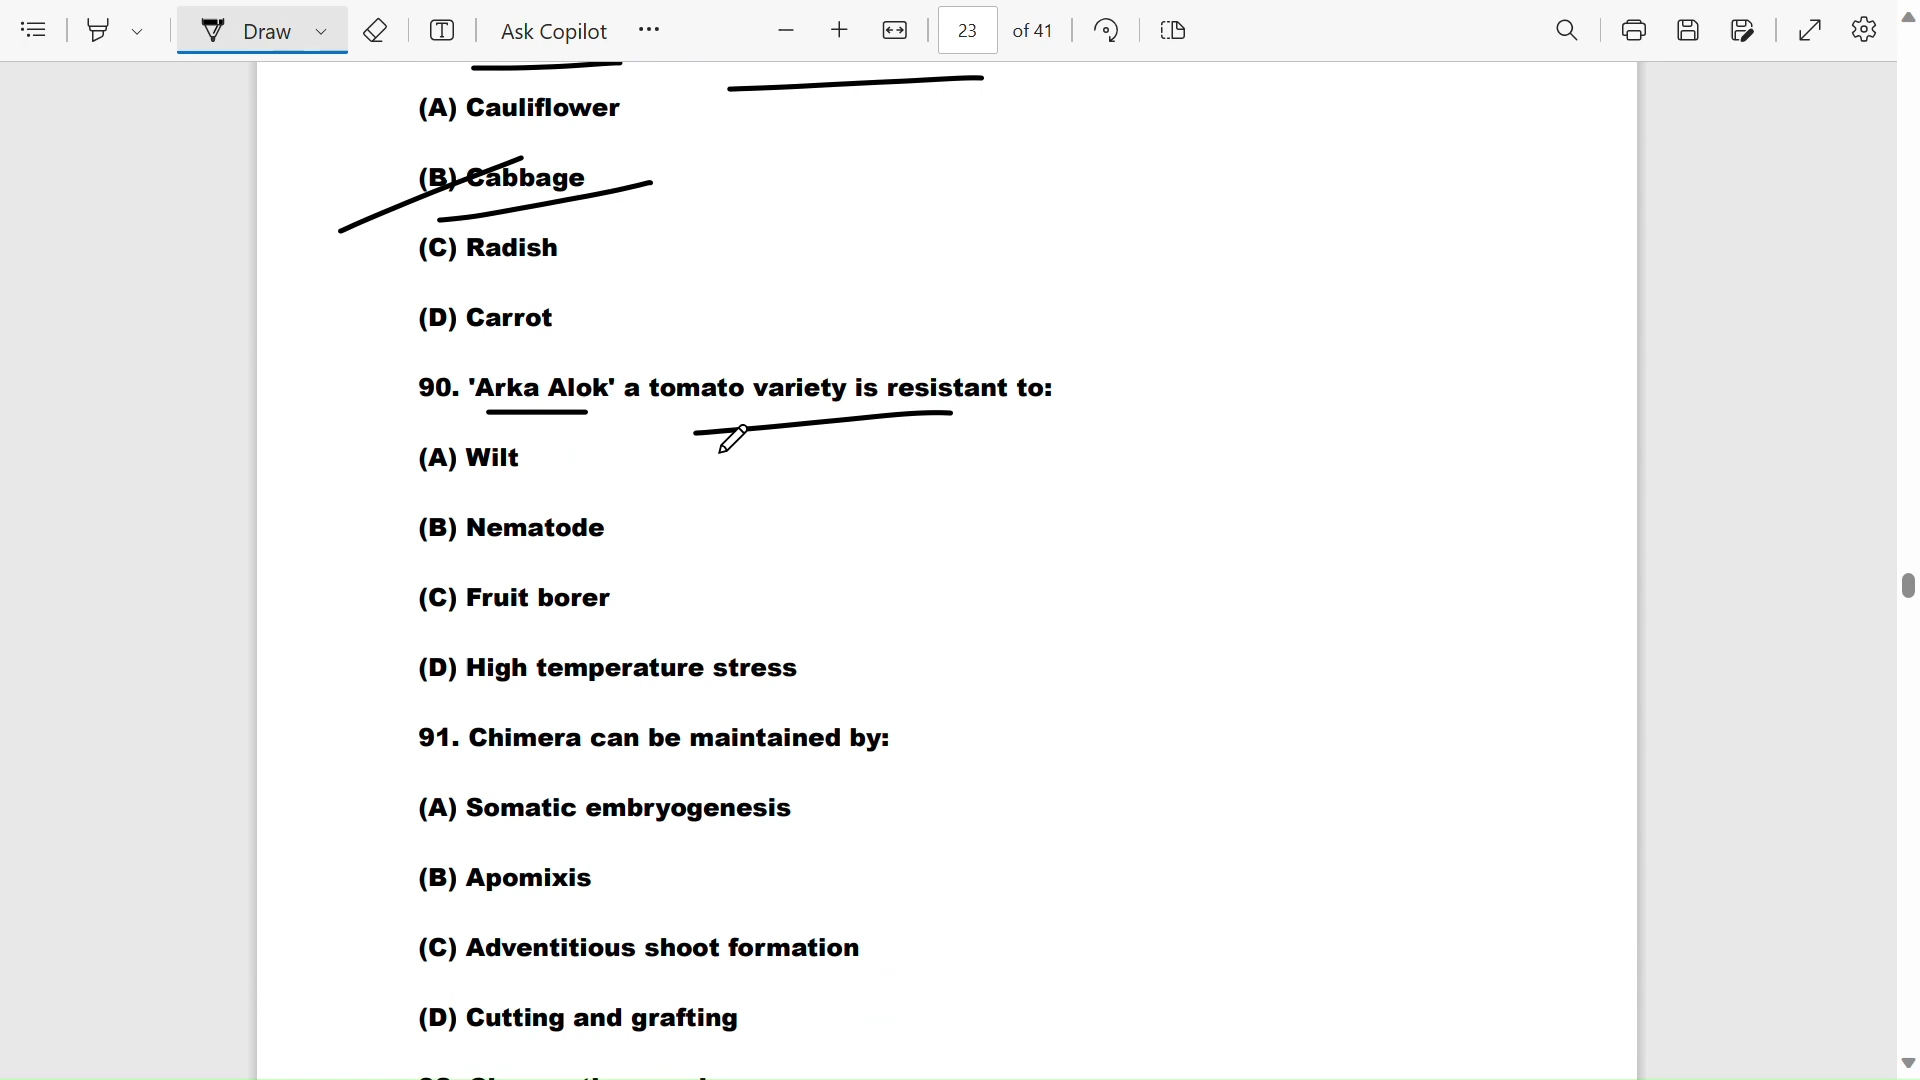 Draw
Ask Copilot
23 of 41
(A) Cauliflower
(B) Cabbage
(C) Radish
(D) Carrot
90. 'Arka Alok' a tomato variety is resistant to:
(A) Wilt
(B) Nematode
(C) Fruit borer
(D) High temperature stress
91. Chimera can be maintained by:
(A) Somatic embryogenesis
(B) Apomixis
(C) Adventitious shoot formation
(D) Cutting and grafting